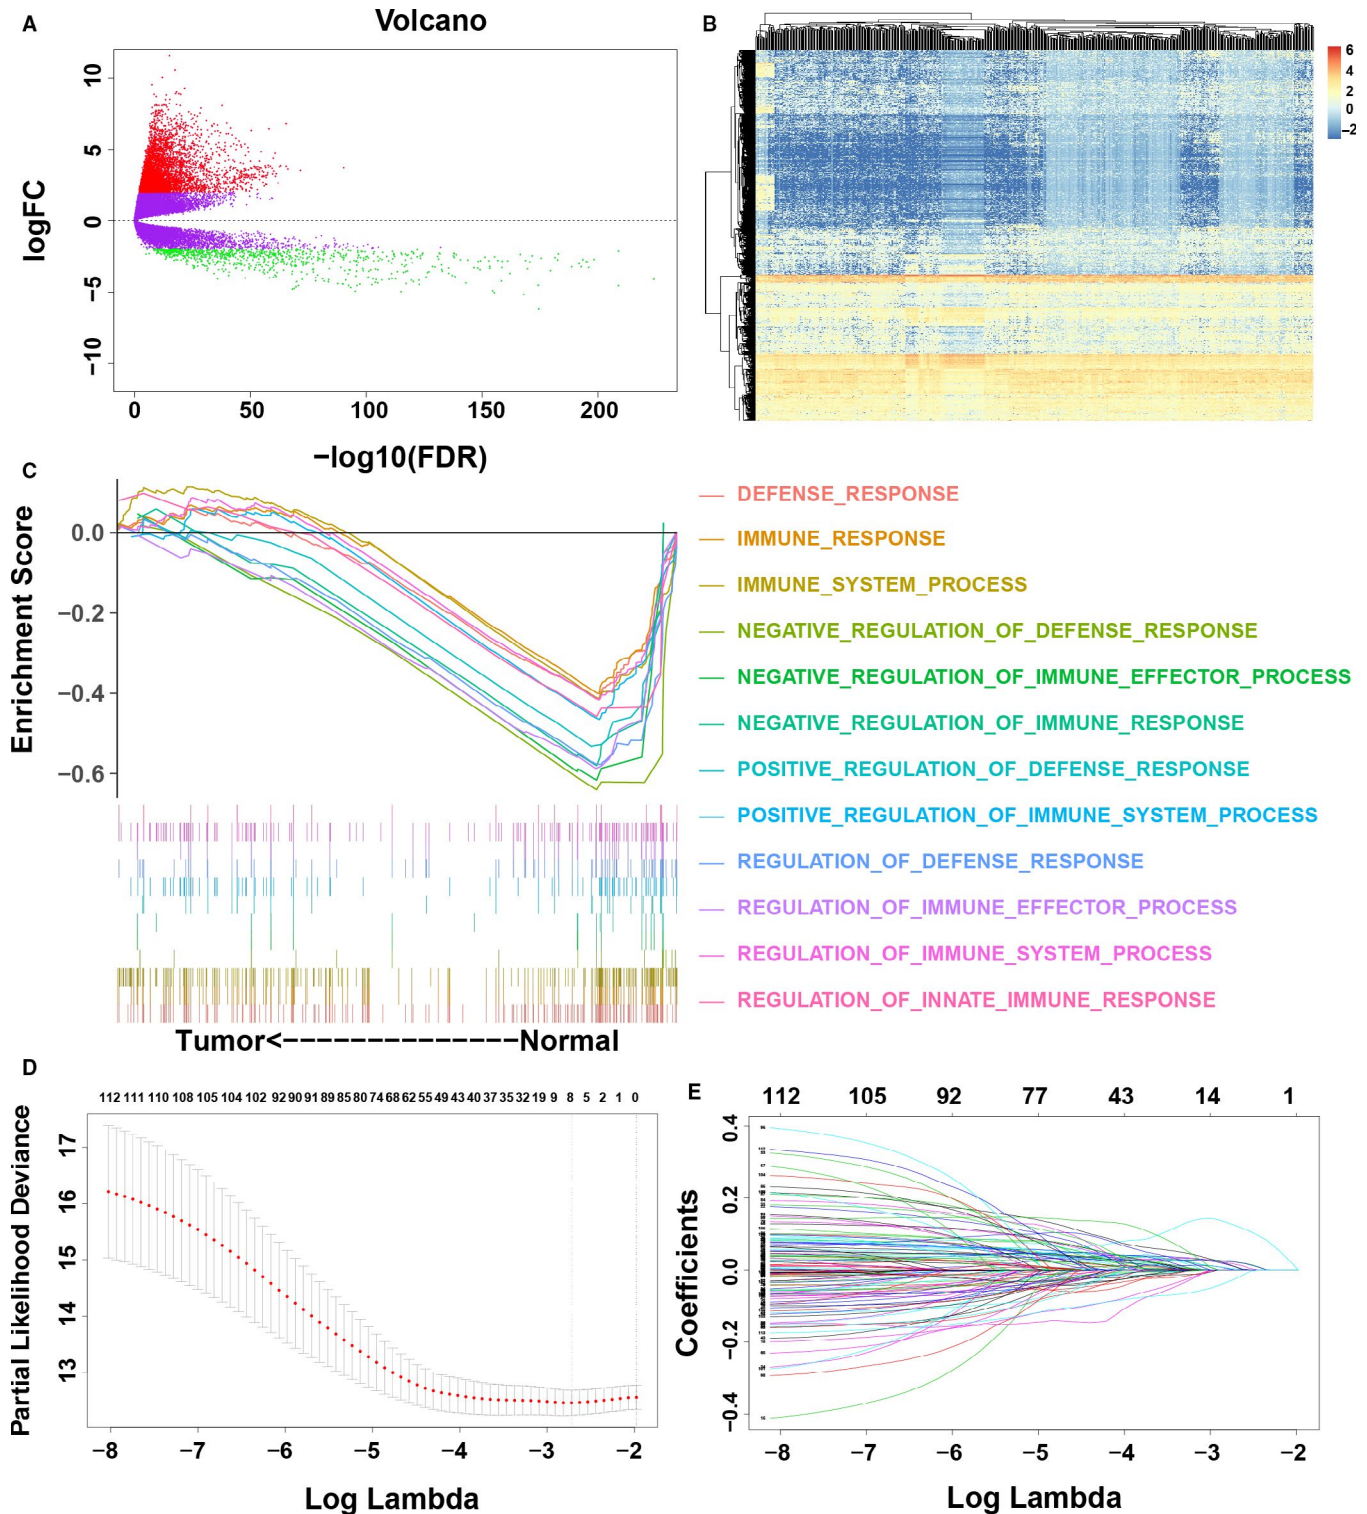 A
Volcano
B
logFC
10
5
0
−5
−10
0 50 100 150 200
−log10(FDR)
6
4
2
0
−2
C
Enrichment Score
0.0
−0.2
−0.4
−0.6
DEFENSE_RESPONSE
IMMUNE_RESPONSE
IMMUNE_SYSTEM_PROCESS
NEGATIVE_REGULATION_OF_DEFENSE_RESPONSE
NEGATIVE_REGULATION_OF_IMMUNE_EFFECTOR_PROCESS
NEGATIVE_REGULATION_OF_IMMUNE_RESPONSE
POSITIVE_REGULATION_OF_DEFENSE_RESPONSE
POSITIVE_REGULATION_OF_IMMUNE_SYSTEM_PROCESS
REGULATION_OF_DEFENSE_RESPONSE
REGULATION_OF_IMMUNE_EFFECTOR_PROCESS
REGULATION_OF_IMMUNE_SYSTEM_PROCESS
REGULATION_OF_INNATE_IMMUNE_RESPONSE
Tumor<−−−−−−−−−−−−−−Normal
D
112 111 110 108 105 104 102 92 90 91 89 85 80 74 68 62 55 49 43 40 37 35 32 19 9 8 5 2 1 0
Partial Likelihood Deviance
17
16
15
14
13
−8 −7 −6 −5 −4 −3 −2
Log Lambda
E
112 105 92 77 43 14 1
Coefficients
0.4
0.2
0.0
−0.2
−0.4
−8 −7 −6 −5 −4 −3 −2
Log Lambda